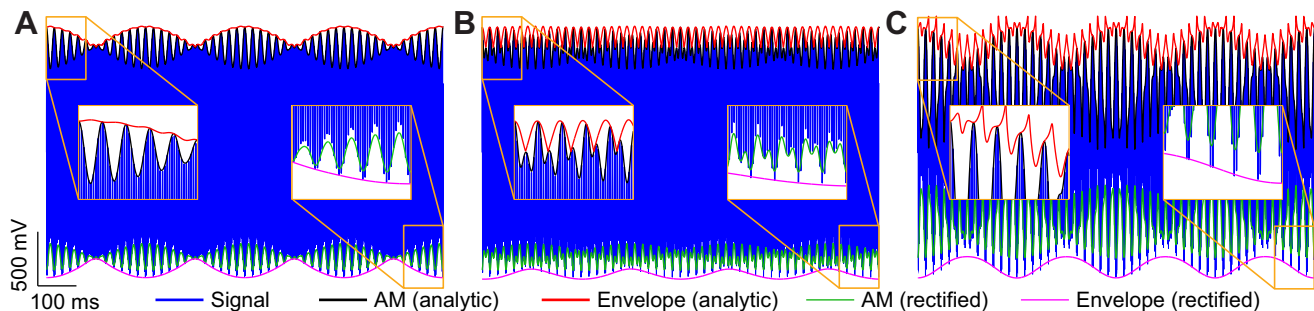 A B C
500 mV
100 ms
Signal AM (analytic) Envelope (analytic) AM (rectified) Envelope (rectified)